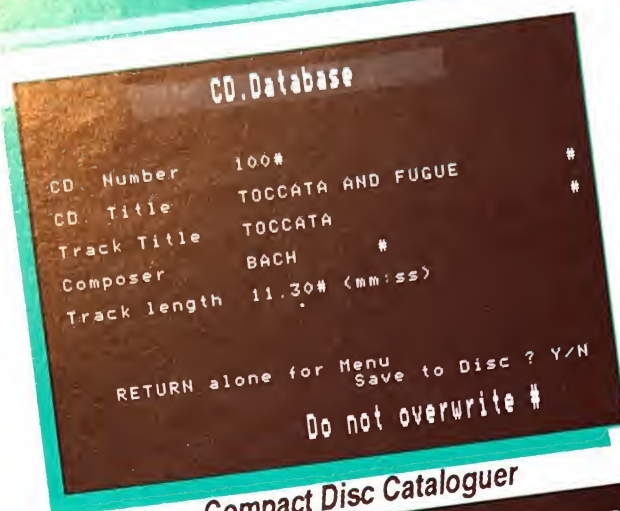 CD.Database
CD. Number 100#
CD. Title TOCCATA AND FUGUE #
Track Title TOCCATA #
Composer BACH #
Track length 11.30# (mm:ss)
RETURN alone for Menu
Save to Disc ? Y/N
Do not overwrite #
Compact Disc Cataloguer